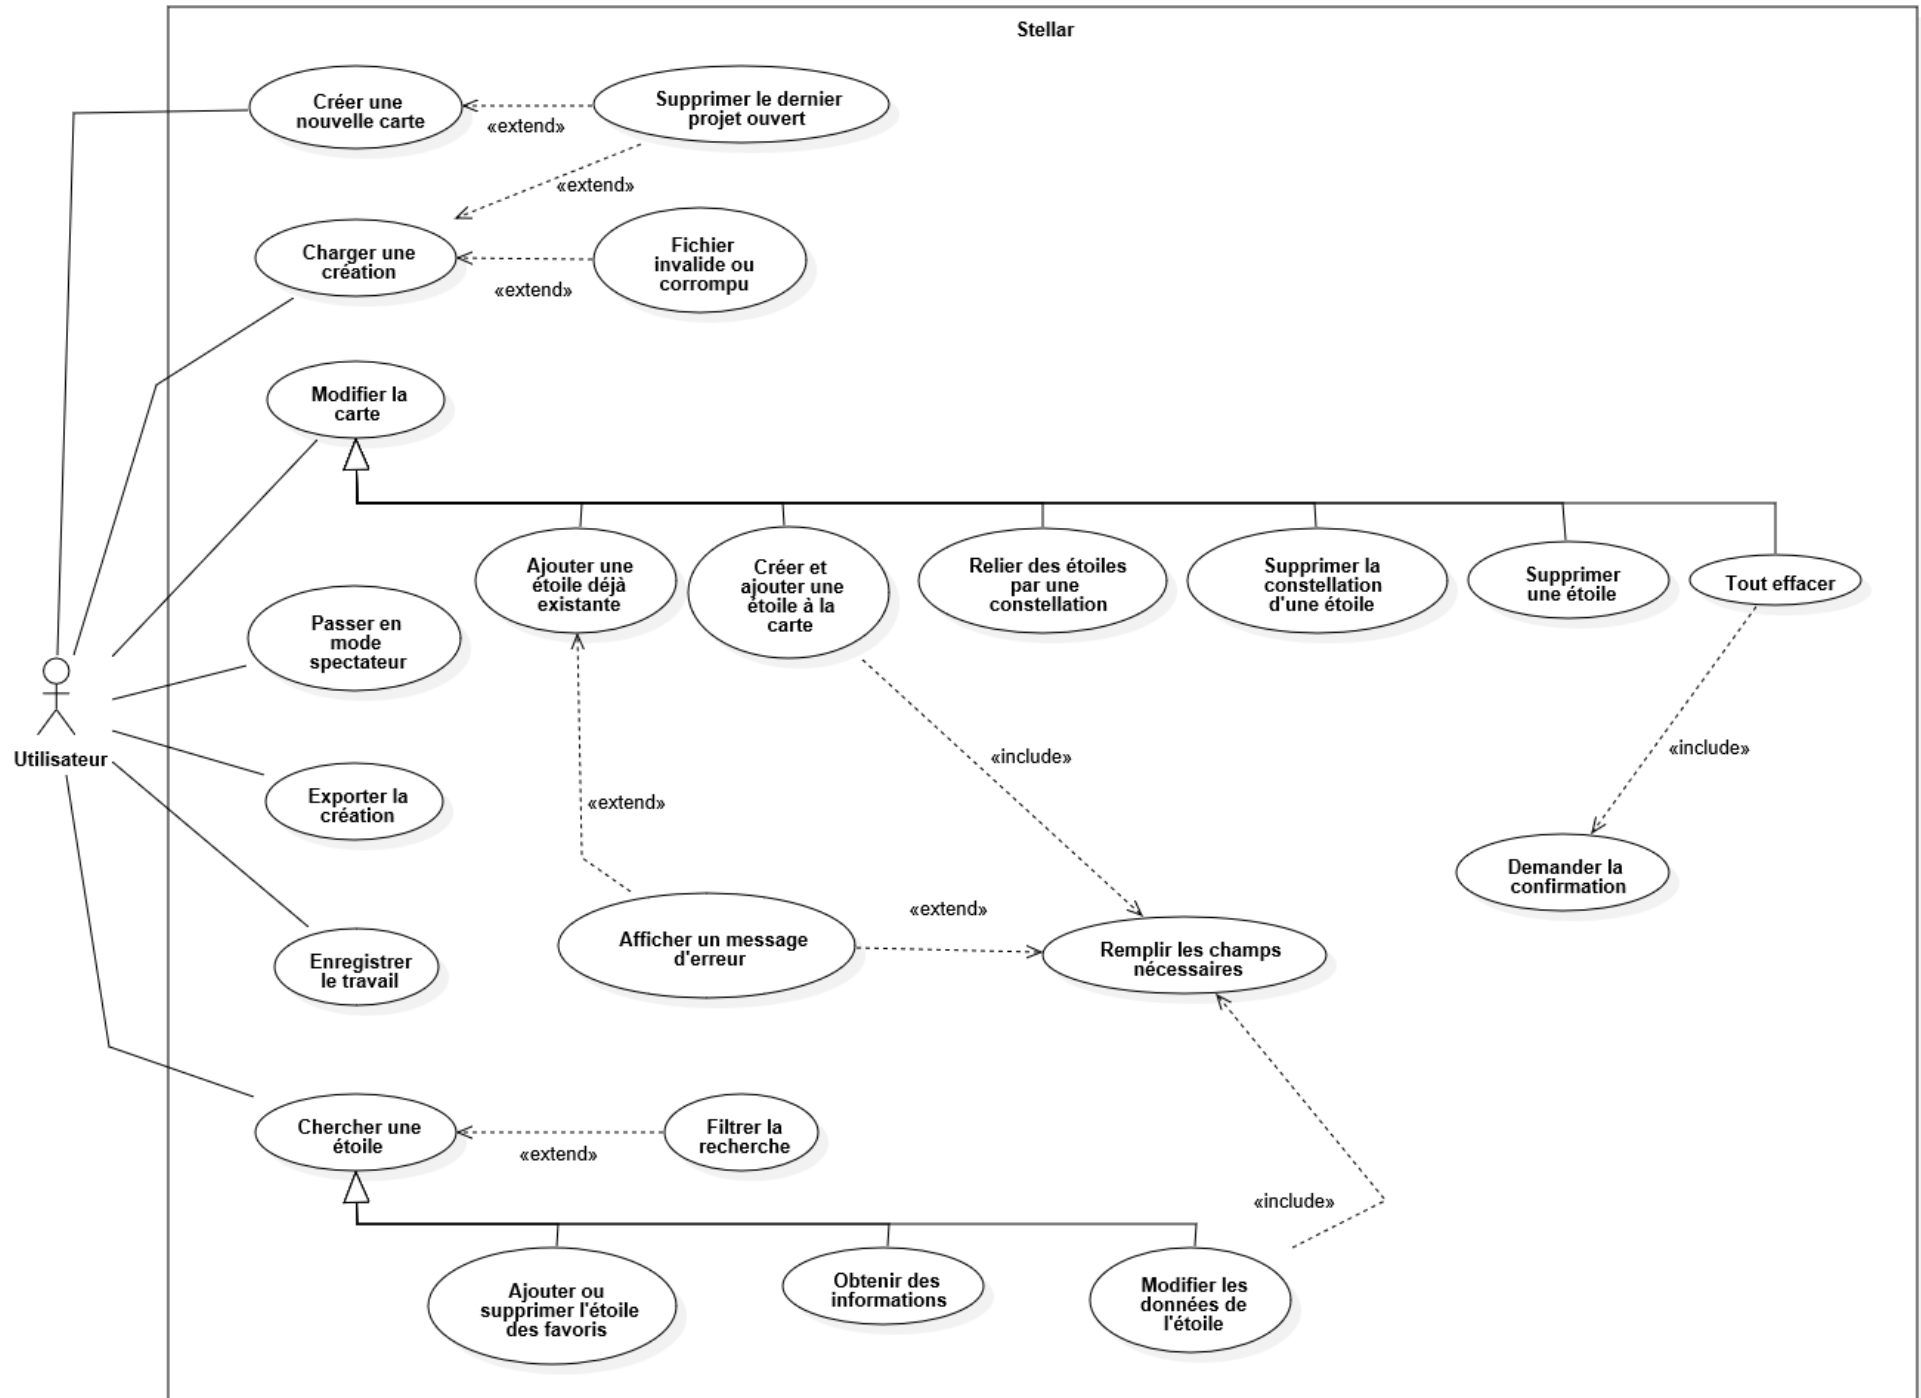 Stellar
Créer une
nouvelle carte
«extend»
Supprimer le dernier
projet ouvert
«extend»
Charger une
création
«extend»
Fichier
invalide ou
corrompu
Modifier la
carte
Ajouter une
étoile déjà
existante
Créer et
ajouter une
étoile à la
carte
Relier des étoiles
par une
constellation
Supprimer la
constellation
d'une étoile
Supprimer
une étoile
Tout effacer
Passer en
mode
spectateur
Utilisateur
«include»
«include»
Exporter la
création
«extend»
Demander la
confirmation
«extend»
Afficher un message
d'erreur
Remplir les champs
nécessaires
Enregistrer
le travail
Chercher une
étoile
«extend»
Filtrer la
recherche
«include»
Ajouter ou
supprimer l'étoile
des favoris
Obtenir des
informations
Modifier les
données de
l'étoile